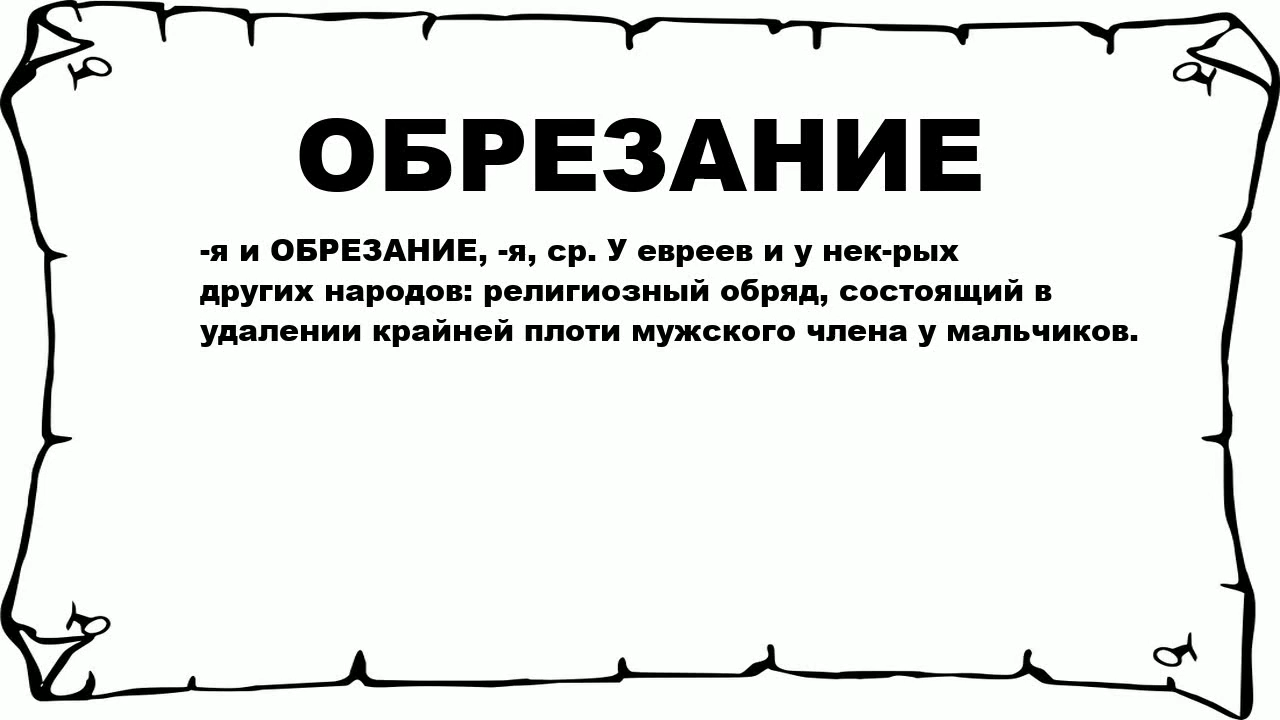 ОБРЕЗАНИЕ
-я и ОБРЕЗАНИЕ, -я, ср. У евреев и у нек-рых
других народов: религиозный обряд, состоящий в
удалении крайней плоти мужского члена у мальчиков.